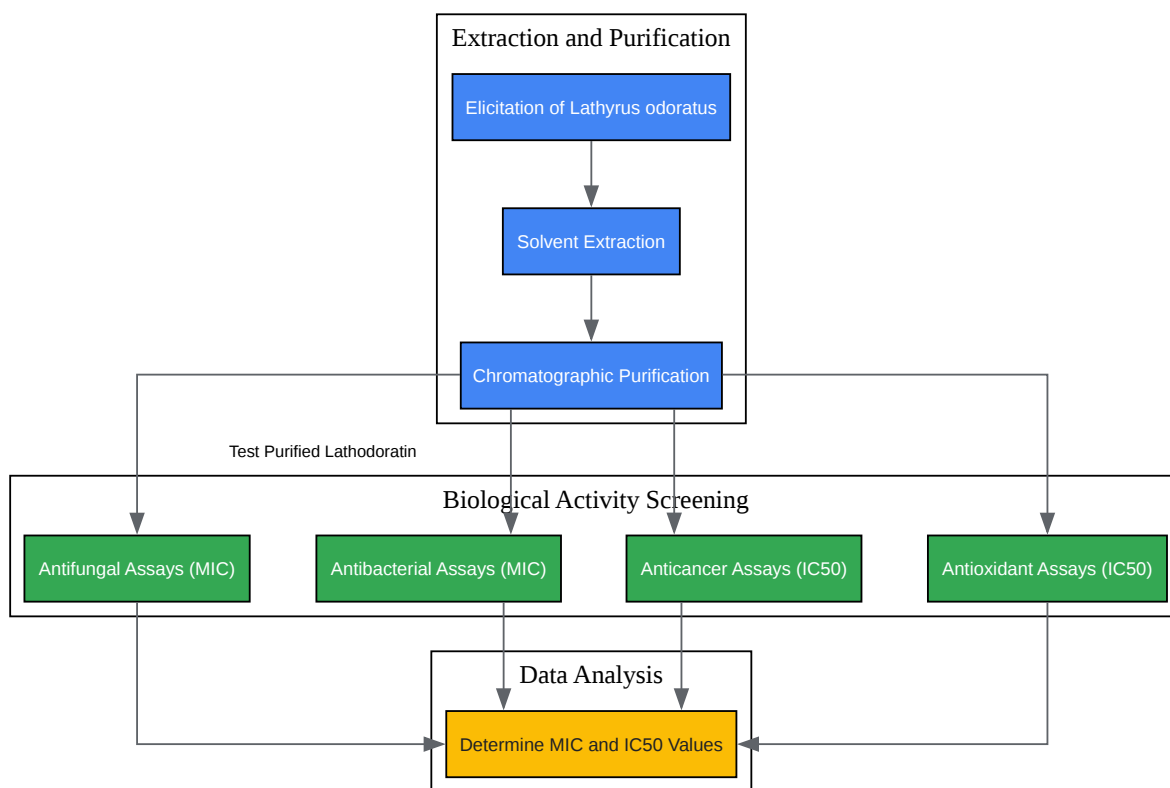 Extraction and Purification
Elicitation of Lathyrus odoratus
Solvent Extraction
Chromatographic Purification
Test Purified Lathodoratin
Biological Activity Screening
Antifungal Assays (MIC)
Antibacterial Assays (MIC)
Anticancer Assays (IC50)
Antioxidant Assays (IC50)
Data Analysis
Determine MIC and IC50 Values